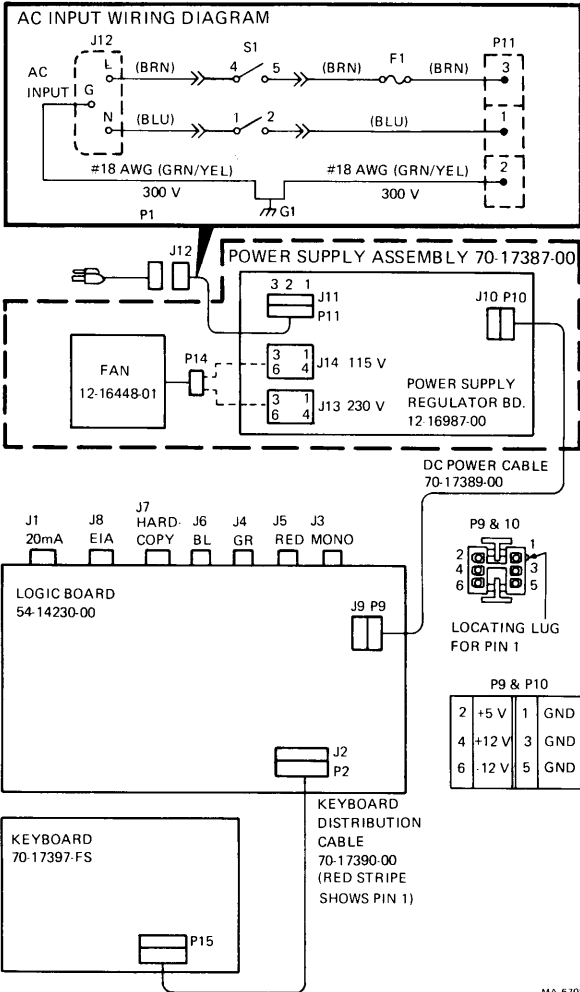 AC INPUT WIRING DIAGRAM
J12
S1
F1
P11
L
(BRN)
4
5
(BRN)
(BRN)
3
AC
INPUT
G
N
(BLU)
1
2
(BLU)
1
#18 AWG (GRN/YEL)
300 V
#18 AWG (GRN/YEL)
300 V
2
G1
P1
J12
POWER SUPPLY ASSEMBLY 70-17387-00
3 2 1
J11
P11
J10 P10
FAN
12-16448-01
P14
3 1
6 4
J14 115 V
3 1
6 4
J13 230 V
POWER SUPPLY
REGULATOR BD.
12-16987-00
DC POWER CABLE
70-17389-00
J1
20mA
J8
EIA
J7
HARD-
COPY
J6
BL
J4
GR
J5
RED
J3
MONO
LOGIC BOARD
54-14230-00
J9 P9
P9 & 10
1
2
4
6
3
5
LOCATING LUG
FOR PIN 1
P9 & P10
2 +5 V 1 GND
4 +12 V 3 GND
6 -12 V 5 GND
J2
P2
KEYBOARD
DISTRIBUTION
CABLE
70-17390-00
(RED STRIPE
SHOWS PIN 1)
KEYBOARD
70-17397-FS
P15